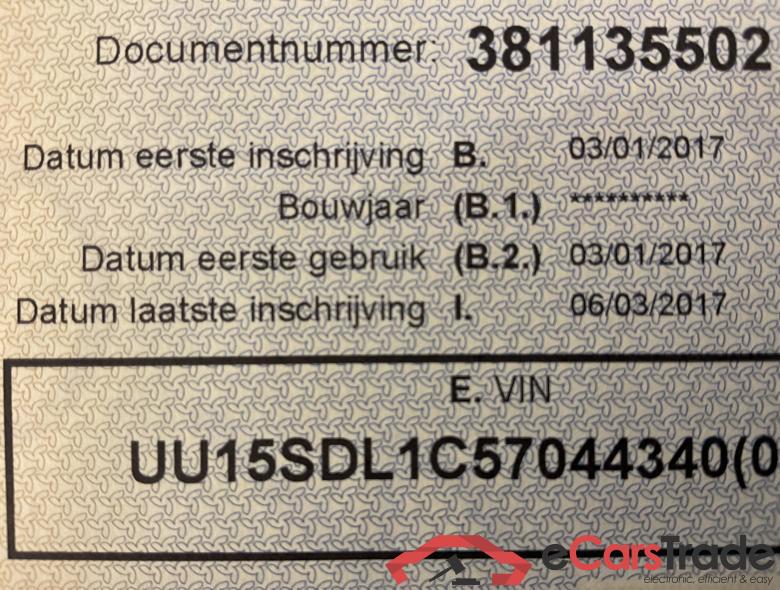 Documentnummer: 381135502
Datum eerste inschrijving B. 03/01/2017
Bouwjaar (B.1.) **********
Datum eerste gebruik (B.2.) 03/01/2017
Datum laatste inschrijving I. 06/03/2017
E. VIN
UU15SDL1C57044340(0
eCarsTrade
electronic, efficient & easy